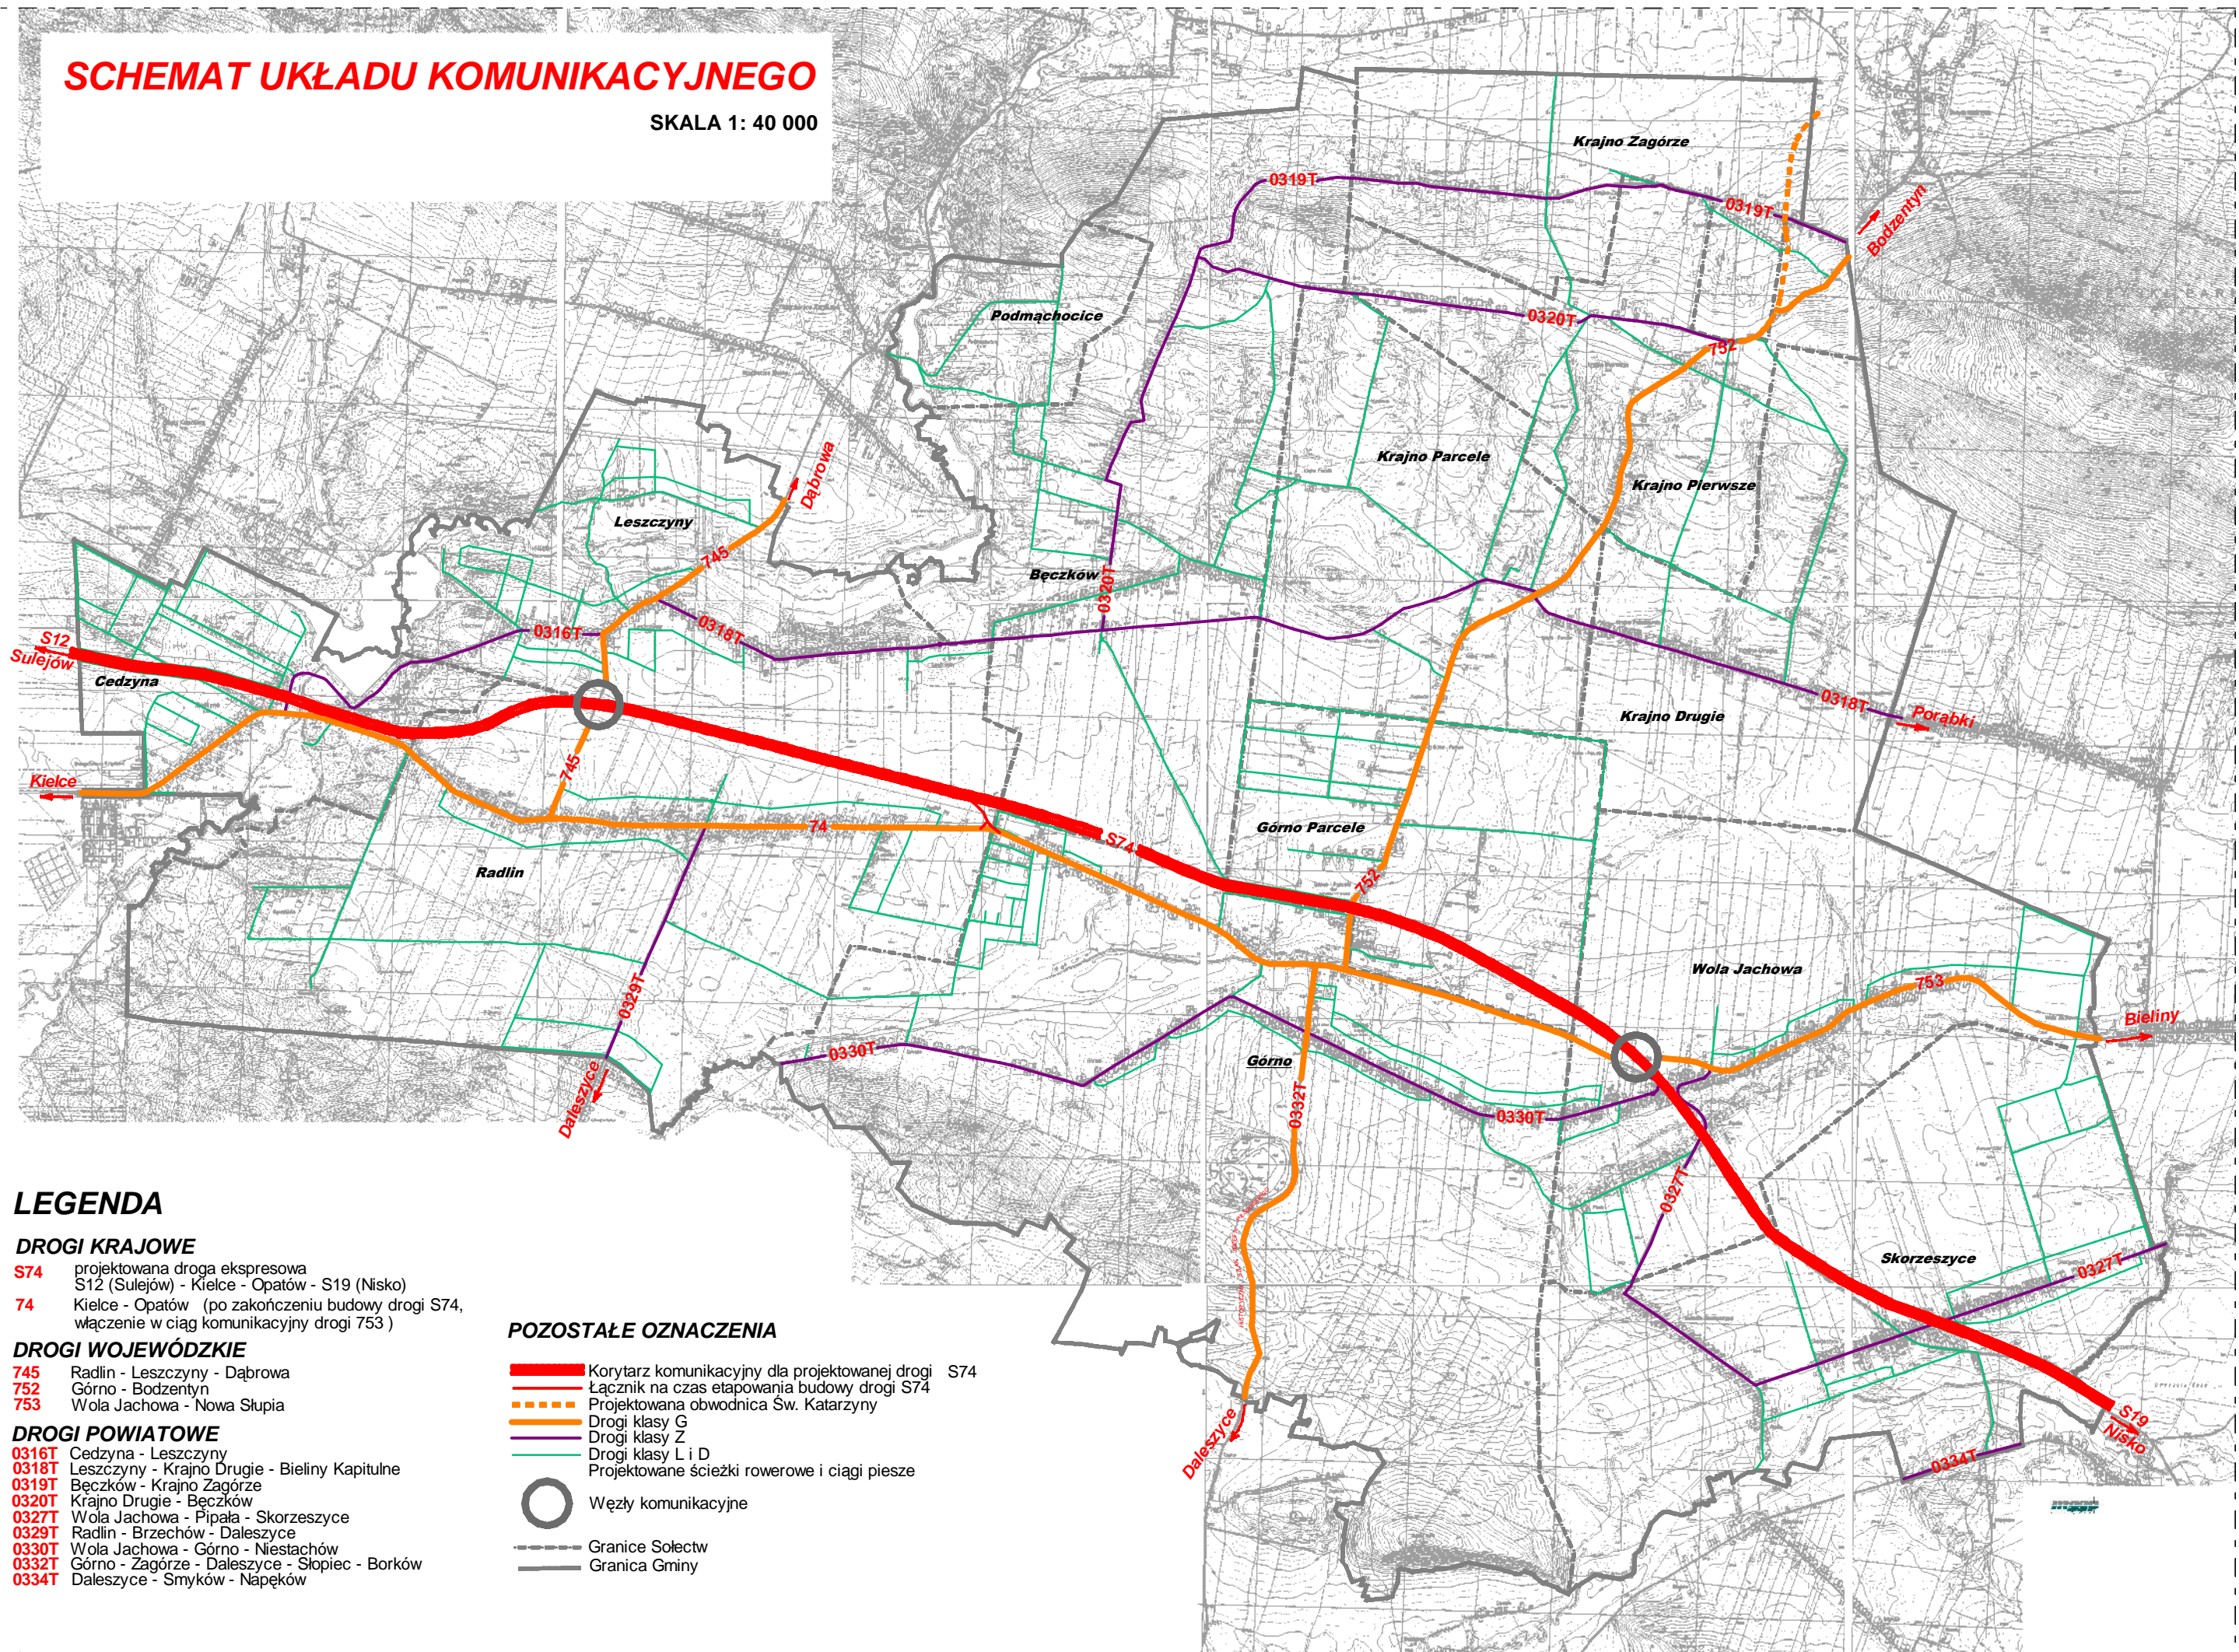 SCHEMAT UKŁADU KOMUNIKACYJNEGO
SKALA 1: 40 000
Krajno Zagórze
0319T
0319T
Bodzentyn
Podmąchocice
0320T
752
Krajno Parcele
Krajno Pierwsze
Dąbrowa
Leszczyny
745
Bęczków
0320T
S12
Sulejów
0316T
0318T
Cedzyna
0318T
Porąbki
Krajno Drugie
Kielce
745
74
S74
Górno Parcele
Radlin
752
Wola Jachowa
753
Bieliny
0329T
0330T
Górno
0332T
0330T
Daleszyce
0327T
Skorzeszyce
0327T
Daleszyce
S19
Nisko
0334T
LEGENDA
DROGI KRAJOWE
S74 projektowana droga ekspresowa
S12 (Sulejów) - Kielce - Opatów - S19 (Nisko)
74 Kielce - Opatów (po zakończeniu budowy drogi S74,
włączenie w ciąg komunikacyjny drogi 753 )
DROGI WOJEWÓDZKIE
745 Radlin - Leszczyny - Dąbrowa
752 Górno - Bodzentyn
753 Wola Jachowa - Nowa Słupia
DROGI POWIATOWE
0316T Cedzyna - Leszczyny
0318T Leszczyny - Krajno Drugie - Bieliny Kapitulne
0319T Bęczków - Krajno Zagórze
0320T Krajno Drugie - Bęczków
0327T Wola Jachowa - Pipała - Skorzeszyce
0329T Radlin - Brzechów - Daleszyce
0330T Wola Jachowa - Górno - Niestachów
0332T Górno - Zagórze - Daleszyce - Słopiec - Borków
0334T Daleszyce - Smyków - Napęków
POZOSTAŁE OZNACZENIA
Korytarz komunikacyjny dla projektowanej drogi S74
Łącznik na czas etapowania budowy drogi S74
Projektowana obwodnica Św. Katarzyny
Drogi klasy G
Drogi klasy Z
Drogi klasy L i D
Projektowane ścieżki rowerowe i ciągi piesze
Węzły komunikacyjne
Granice Sołectw
Granica Gminy